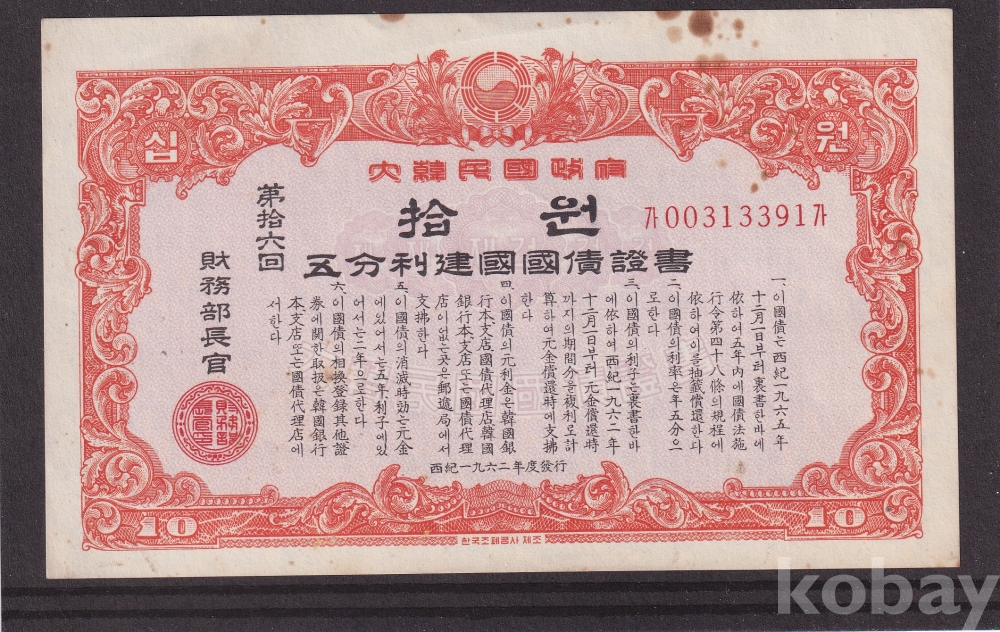 십
원
大韓民國政府
第拾六回
拾 원
가003133917가
五分利建國國債證書
財務部長官
一 이國債는西紀一九六五年
十二月一日부터裏書한바에
依하여五年內에國債法施
行令第四十八條의規程에
依하여이를抽籤償還한다
二 이國債의利率은年五分으
로한다
三 이國債의利子는裏書한바
에依하여西紀一九六二年
十二月一日부터元金償還時
까지의期間分을複利로計
算하여元金償還時에支拂
한다
四 이國債의元利金은韓國銀
行本支店國債代理店韓國
銀行本支店또는國債代理
店이없는곳은郵遞局에서
支拂한다
五 이國債의消滅時効는元金
에있어서는五年、利子에있
어서는二年으로한다
六 이國債의相換登錄其他證
券에關한取扱은韓國銀行
本支店또는國債代理店에
서한다
西紀一九六二年度發行
10
10
한국조폐공사 제조
kobay